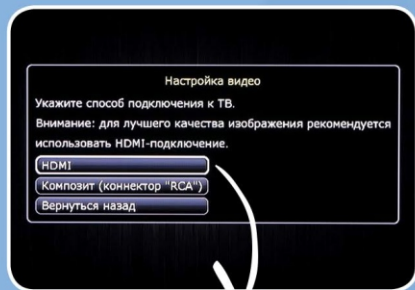 Настройка видео
Укажите способ подключения к ТВ.
Внимание: для лучшего качества изображения рекомендуется
использовать HDMI-подключение.
HDMI
Композит (коннектор "RCA")
Вернуться назад